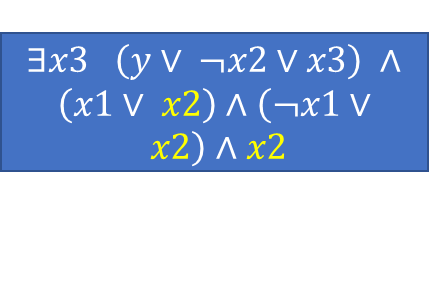 ∃𝑥3 (𝑦 ∨ ¬𝑥2 ∨ 𝑥3) ∧
(𝑥1 ∨ 𝑥2) ∧ (¬𝑥1 ∨
𝑥2) ∧ 𝑥2